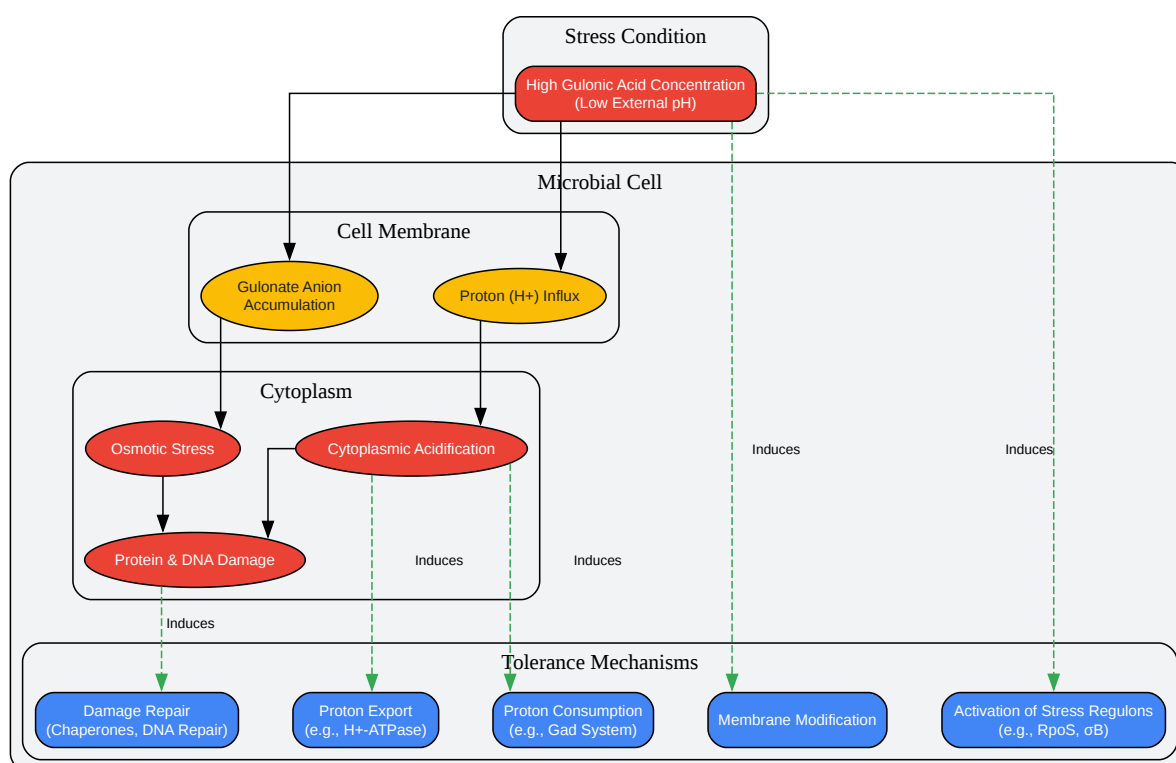 Stress Condition
High Gulonic Acid Concentration
(Low External pH)
Microbial Cell
Cell Membrane
Gulonate Anion
Accumulation
Proton (H+) Influx
Cytoplasm
Osmotic Stress
Cytoplasmic Acidification
Induces
Induces
Protein & DNA Damage
Induces
Induces
Induces
Tolerance Mechanisms
Damage Repair
(Chaperones, DNA Repair)
Proton Export
(e.g., H+-ATPase)
Proton Consumption
(e.g., Gad System)
Membrane Modification
Activation of Stress Regulons
(e.g., RpoS, σB)